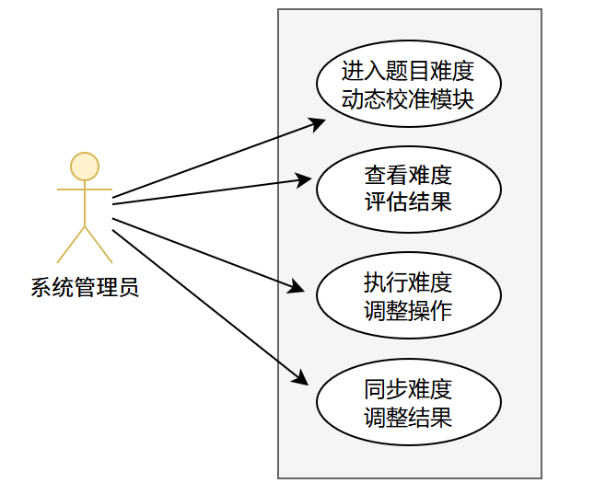 进入题目难度
动态校准模块
查看难度
评估结果
系统管理员
执行难度
调整操作
同步难度
调整结果